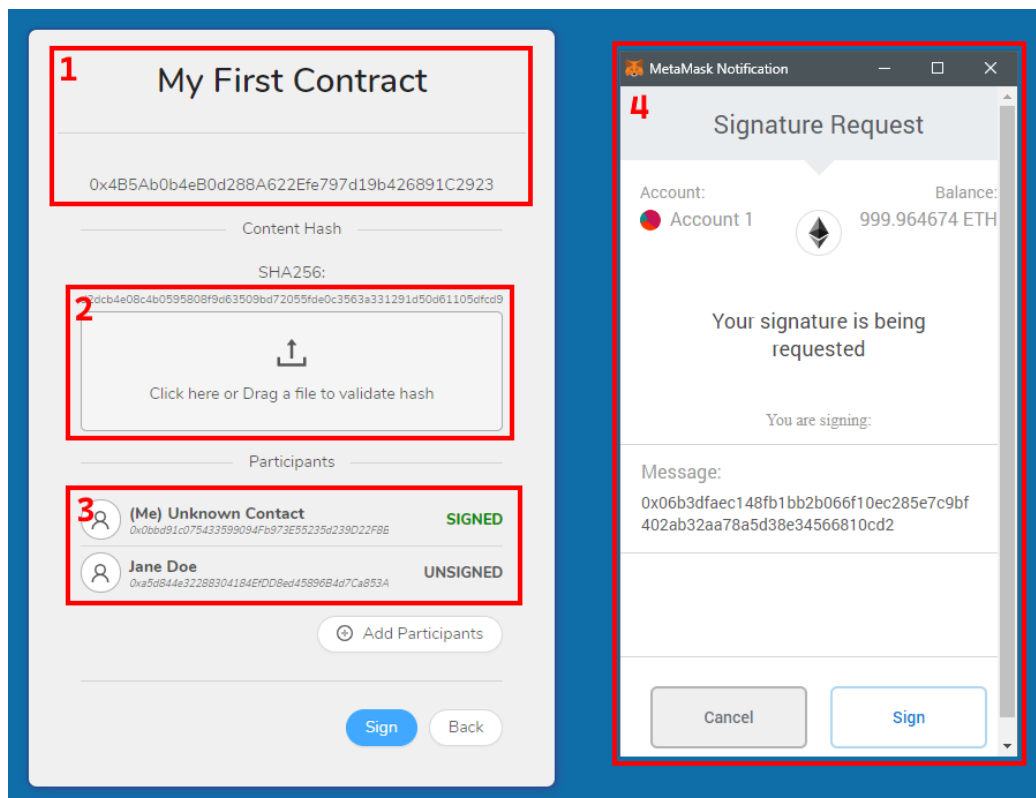 1
My First Contract
0x4B5Ab0b4eB0d288A622Efe797d19b426891C2923
Content Hash
SHA256:
2dcb4e08c4b0595808f9d63509bd72055fde0c3563a331291d50d61105dfcd9
2
Click here or Drag a file to validate hash
Participants
3
(Me) Unknown Contact
SIGNED
0x0bbd91c075433599094Fb973E55235d239D22F8E
Jane Doe
UNSIGNED
0xa5d844e32288304184EfDD8ed45896B4d7Ca853A
Add Participants
Sign
Back
MetaMask Notification
4
Signature Request
Account:
Balance:
Account 1
999.964674 ETH
Your signature is being
requested
You are signing:
Message:
0x06b3dfaec148fb1bb2b066f10ec285e7c9bf
402ab32aa78a5d38e34566810cd2
Cancel
Sign